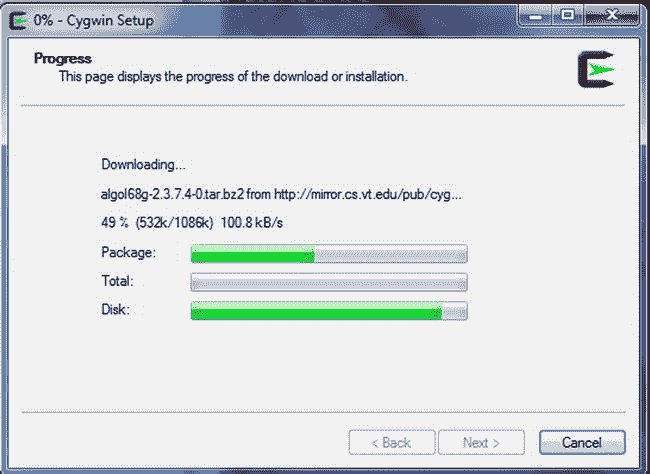 0% - Cygwin Setup
Progress
This page displays the progress of the download or installation.
Downloading...
algol68g-2.3.7.4-0.tar.bz2 from http://mirror.cs.vt.edu/pub/cyg...
49 % (532k/1086k) 100.8 kB/s
Package:
Total:
Disk:
< Back Next > Cancel